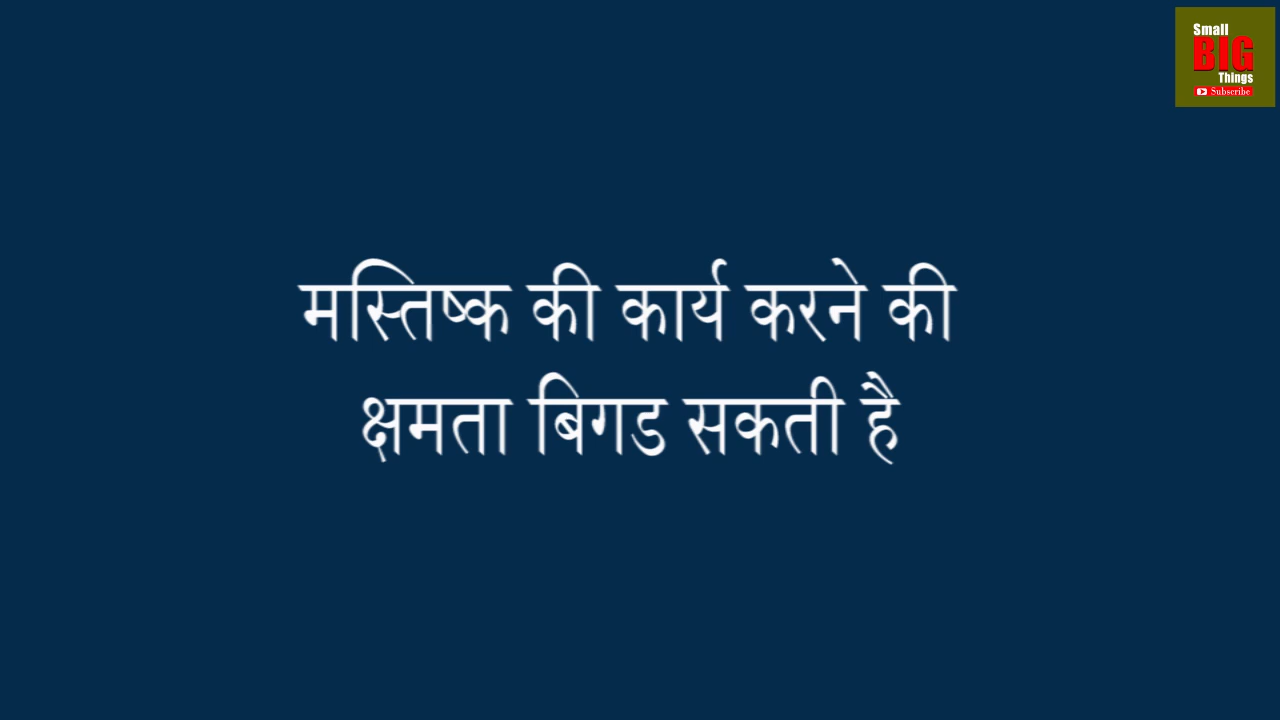 Small
BIG
Things
Subscribe
मस्तिष्क की कार्य करने की
क्षमता बिगड सकती है